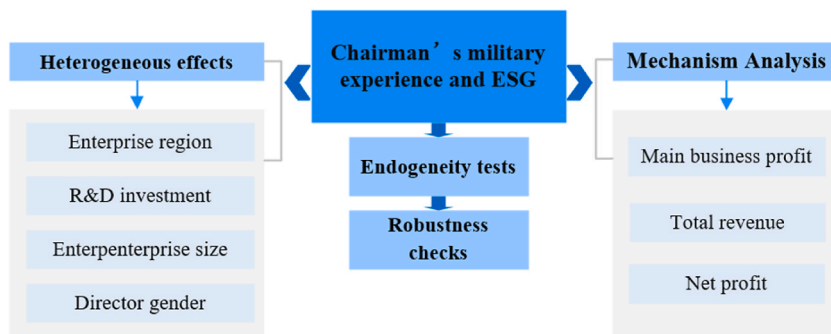 Heterogeneous effects
Enterprise region
R&D investment
Enterpenterprise size
Director gender
Chairman’s military
experience and ESG
Endogeneity tests
Robustness
checks
Mechanism Analysis
Main business profit
Total revenue
Net profit